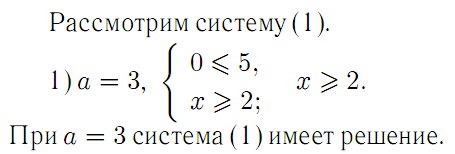 Рассмотрим систему (1).
1) a = 3, { 0 ⩽ 5, x ⩾ 2; x ⩾ 2.
При a = 3 система (1) имеет решение.